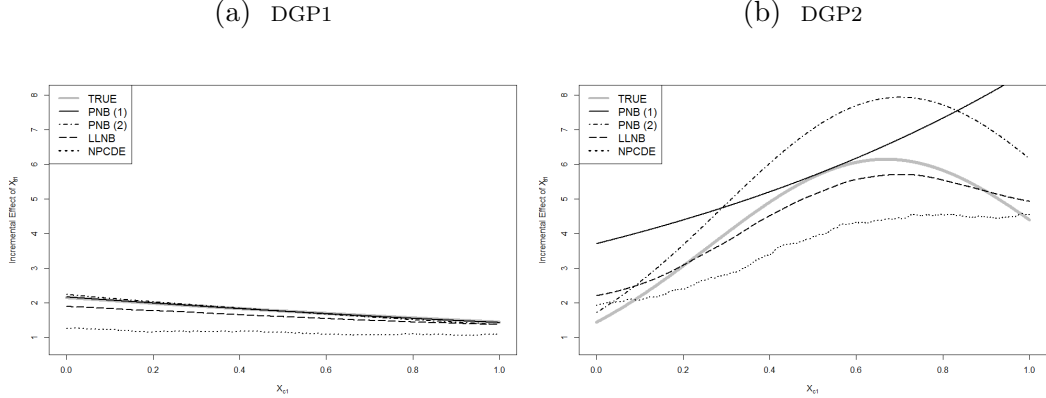 (a) DGP1
TRUE
PNB (1)
PNB (2)
LLNB
NPCDE
Incremental Effect of X
1 2 3 4 5 6 7 8
0.0 0.2 0.4 0.6 0.8 1.0
Xc1
(b) DGP2
TRUE
PNB (1)
PNB (2)
LLNB
NPCDE
Incremental Effect of X
1 2 3 4 5 6 7 8
0.0 0.2 0.4 0.6 0.8 1.0
Xc1